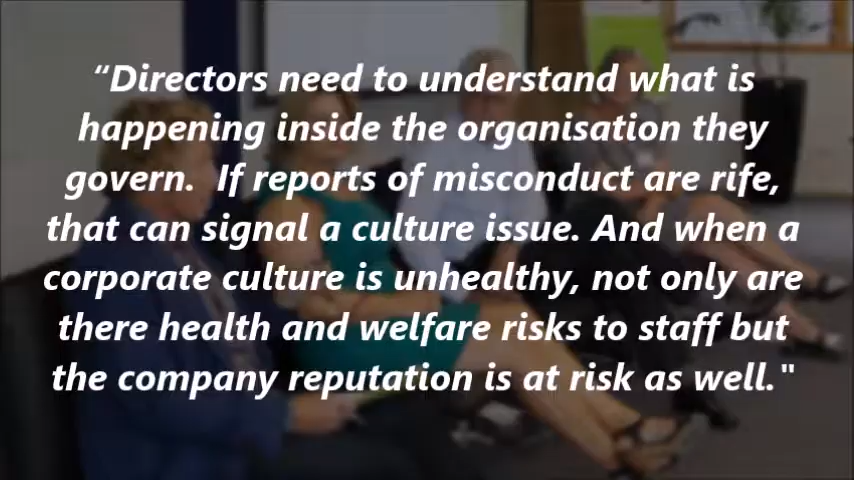 “Directors need to understand what is
happening inside the organisation they
govern.  If reports of misconduct are rife,
that can signal a culture issue. And when a
corporate culture is unhealthy, not only are
there health and welfare risks to staff but
the company reputation is at risk as well."